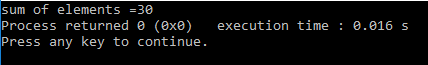 sum of elements =30
Process returned 0 (0x0)   execution time : 0.016 s
Press any key to continue.